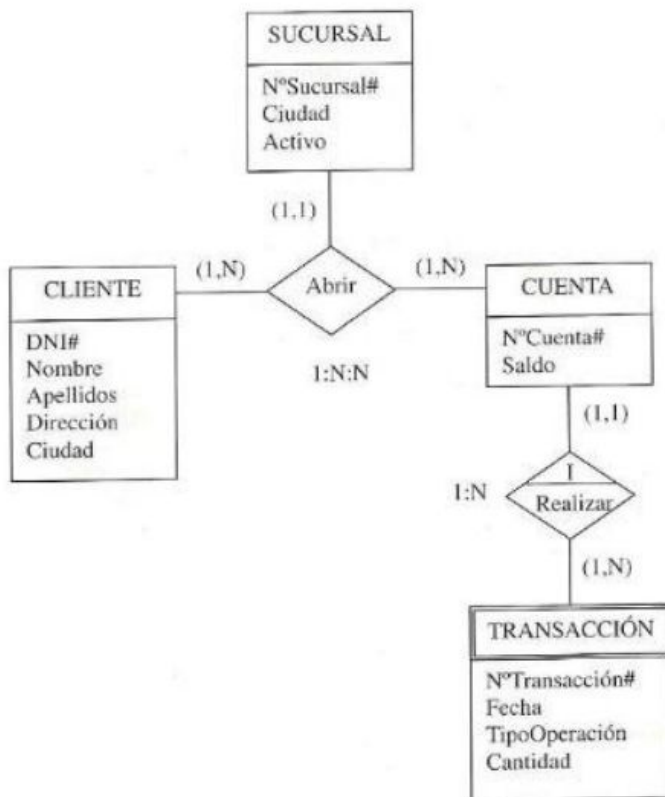 SUCURSAL
NºSucursal#
Ciudad
Activo
(1,1)
(1,N)
Abrir
(1,N)
CLIENTE
DNI#
Nombre
Apellidos
Dirección
Ciudad
1:N:N
CUENTA
NºCuenta#
Saldo
(1,1)
1:N
I
Realizar
(1,N)
TRANSACCIÓN
NºTransacción#
Fecha
TipoOperación
Cantidad